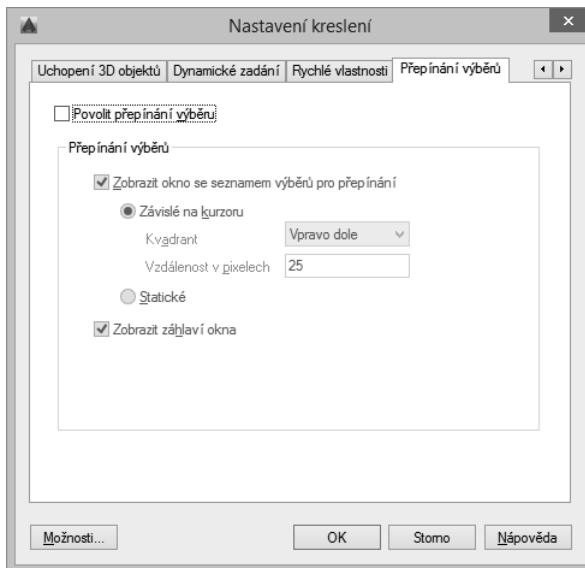 Nastavení kreslení
Uchopení 3D objektů Dynamické zadání Rychlé vlastnosti Přepínání výběrů
Povolit přepínání výběru
Přepínání výběrů
Zobrazit okno se seznamem výběrů pro přepínání
Závislé na kurzoru
Kvadrant Vpravo dole
Vzdálenost v pixelech 25
Statické
Zobrazit záhlaví okna
Možnosti... OK Storno Nápověda